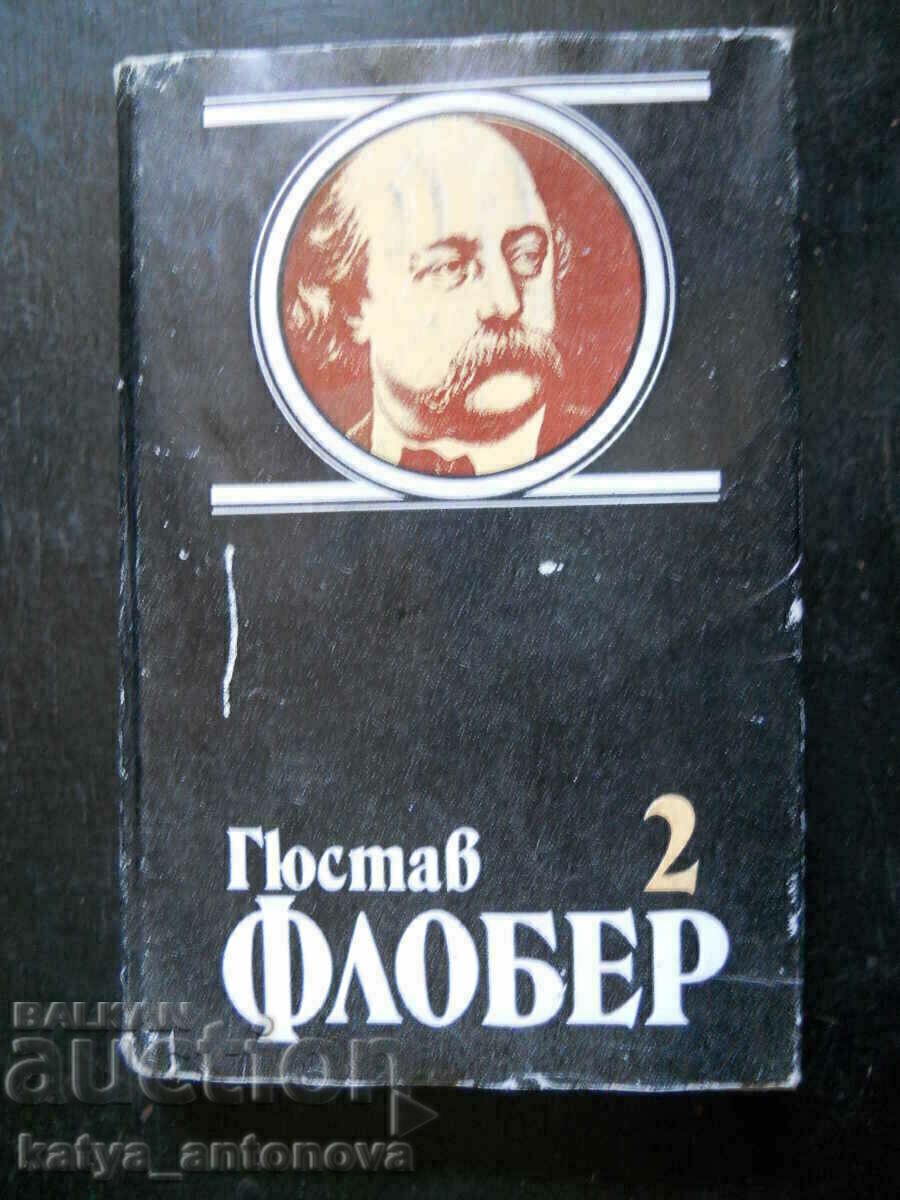 Гюстав
2
ФЛОБЕР
BALKAN
auction
katya_antonova